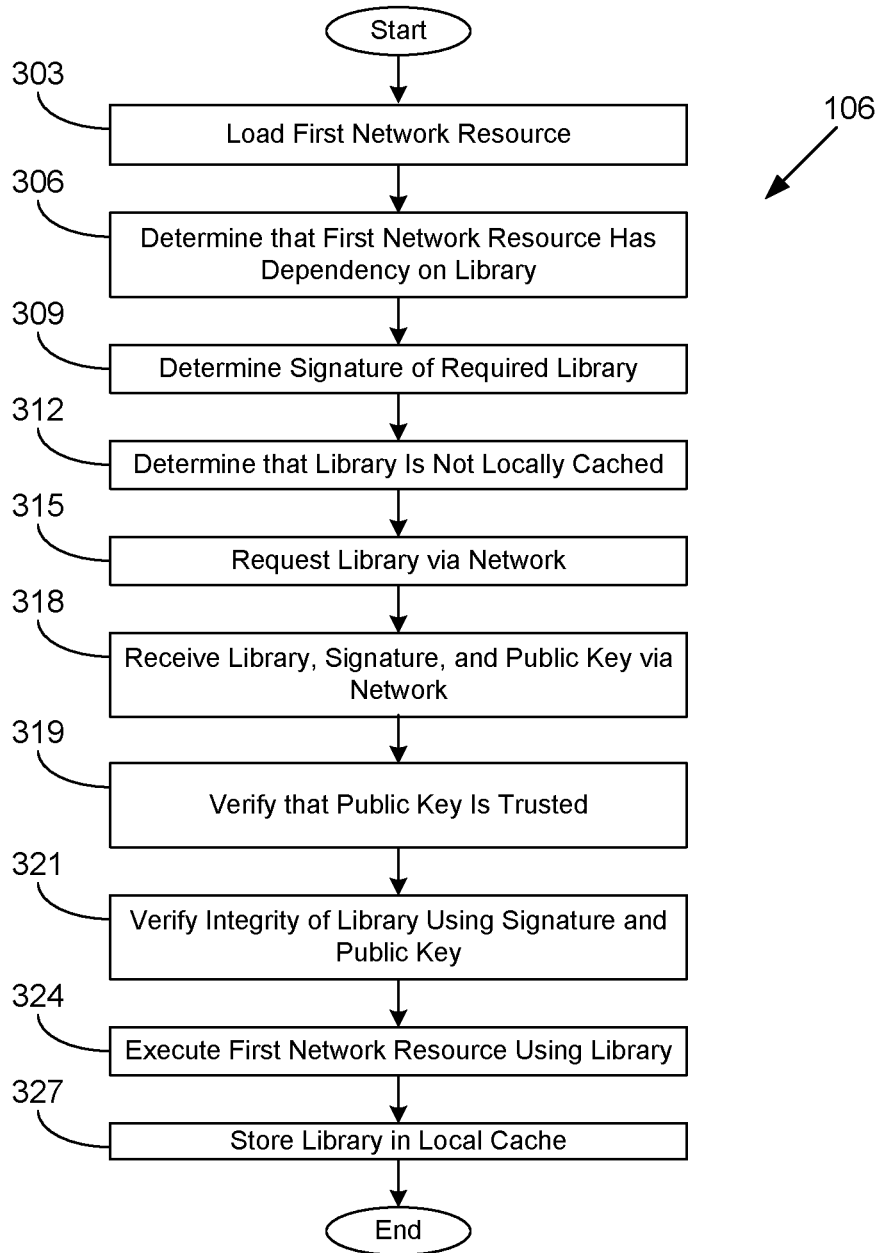 Start
303
Load First Network Resource
106
306
Determine that First Network Resource Has
Dependency on Library
309
Determine Signature of Required Library
312
Determine that Library Is Not Locally Cached
315
Request Library via Network
318
Receive Library, Signature, and Public Key via
Network
319
Verify that Public Key Is Trusted
321
Verify Integrity of Library Using Signature and
Public Key
324
Execute First Network Resource Using Library
327
Store Library in Local Cache
End